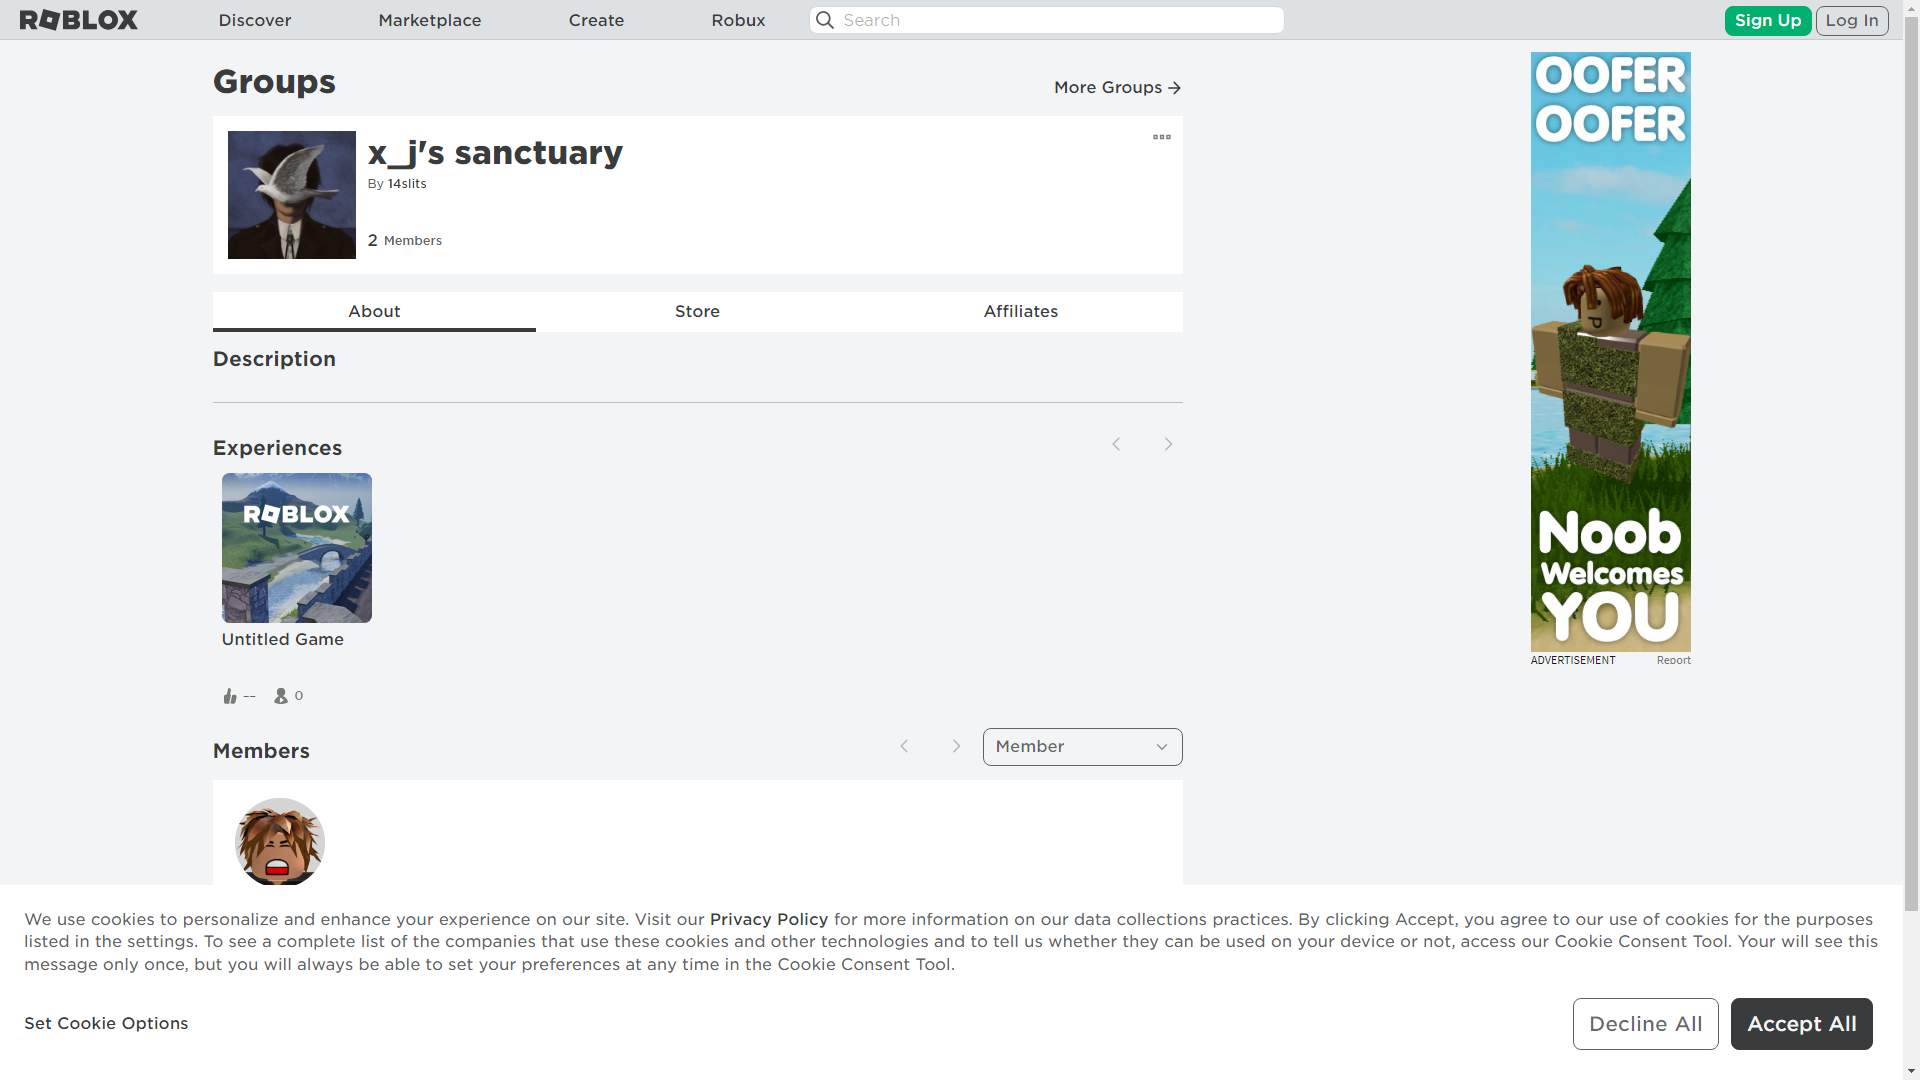 ROBLOX
Discover
Marketplace
Create
Robux
Search
Sign Up
Log In
Groups
More Groups
x_j's sanctuary
By 14slits
2 Members
About
Store
Affiliates
Description
Experiences
ROBLOX
Untitled Game
-- 0
Members
Member
OOFER
OOFER
Noob
Welcomes
YOU
ADVERTISEMENT
Report
We use cookies to personalize and enhance your experience on our site. Visit our Privacy Policy for more information on our data collections practices. By clicking Accept, you agree to our use of cookies for the purposes
listed in the settings. To see a complete list of the companies that use these cookies and other technologies and to tell us whether they can be used on your device or not, access our Cookie Consent Tool. Your will see this
message only once, but you will always be able to set your preferences at any time in the Cookie Consent Tool.
Set Cookie Options
Decline All
Accept All